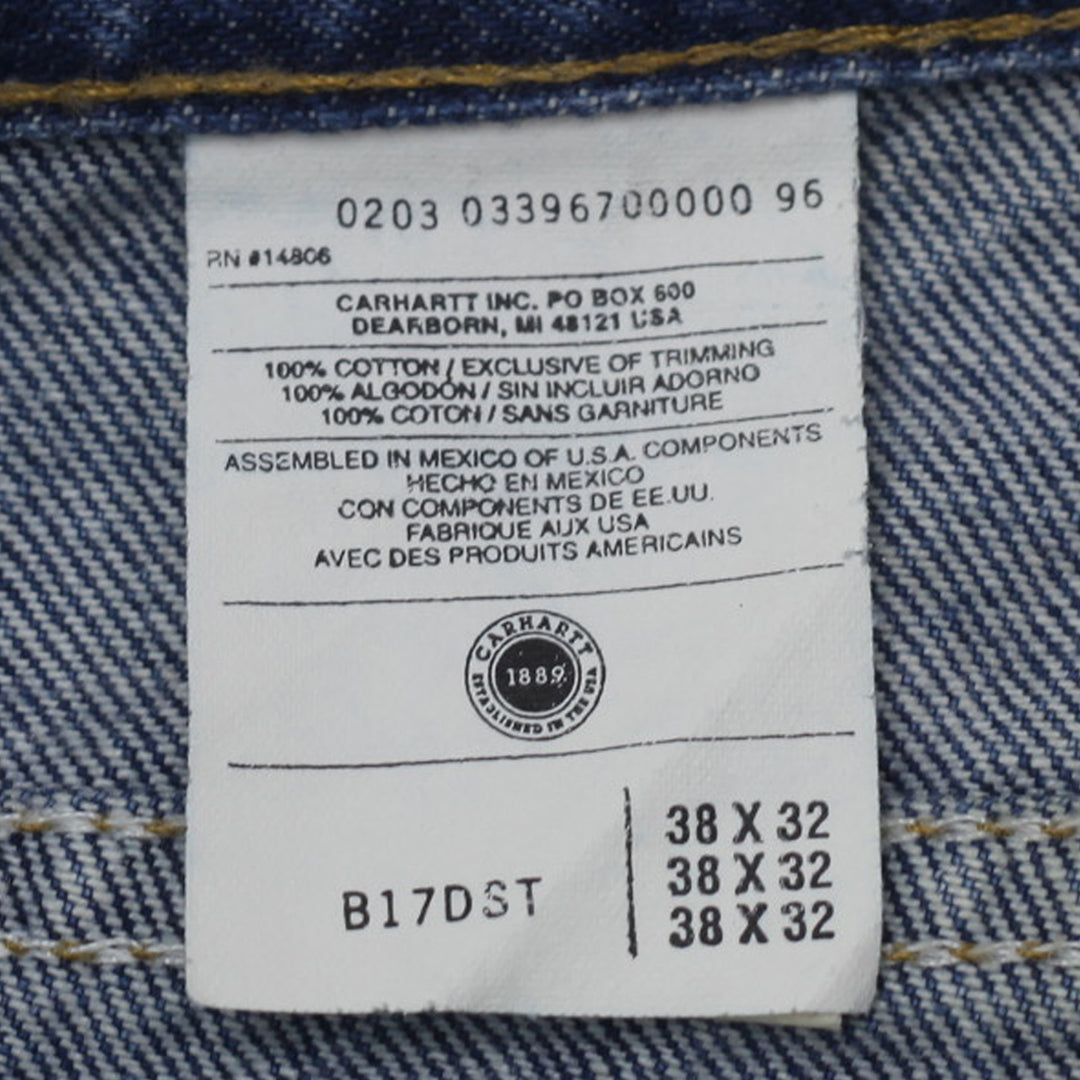 0203 03396700000 96
RN #14806
CARHARTT INC. PO BOX 600
DEARBORN, MI 48121 USA
100% COTTON / EXCLUSIVE OF TRIMMING
100% ALGODÓN / SIN INCLUIR ADORNO
100% COTON / SANS GARNITURE
ASSEMBLED IN MEXICO OF U.S.A. COMPONENTS
HECHO EN MEXICO
CON COMPONENTS DE EE.UU.
FABRIQUE AUX USA
AVEC DES PRODUITS AMERICAINS
CARHARTT
1889
ESTABLISHED IN THE USA
B17DST
38 X 32
38 X 32
38 X 32